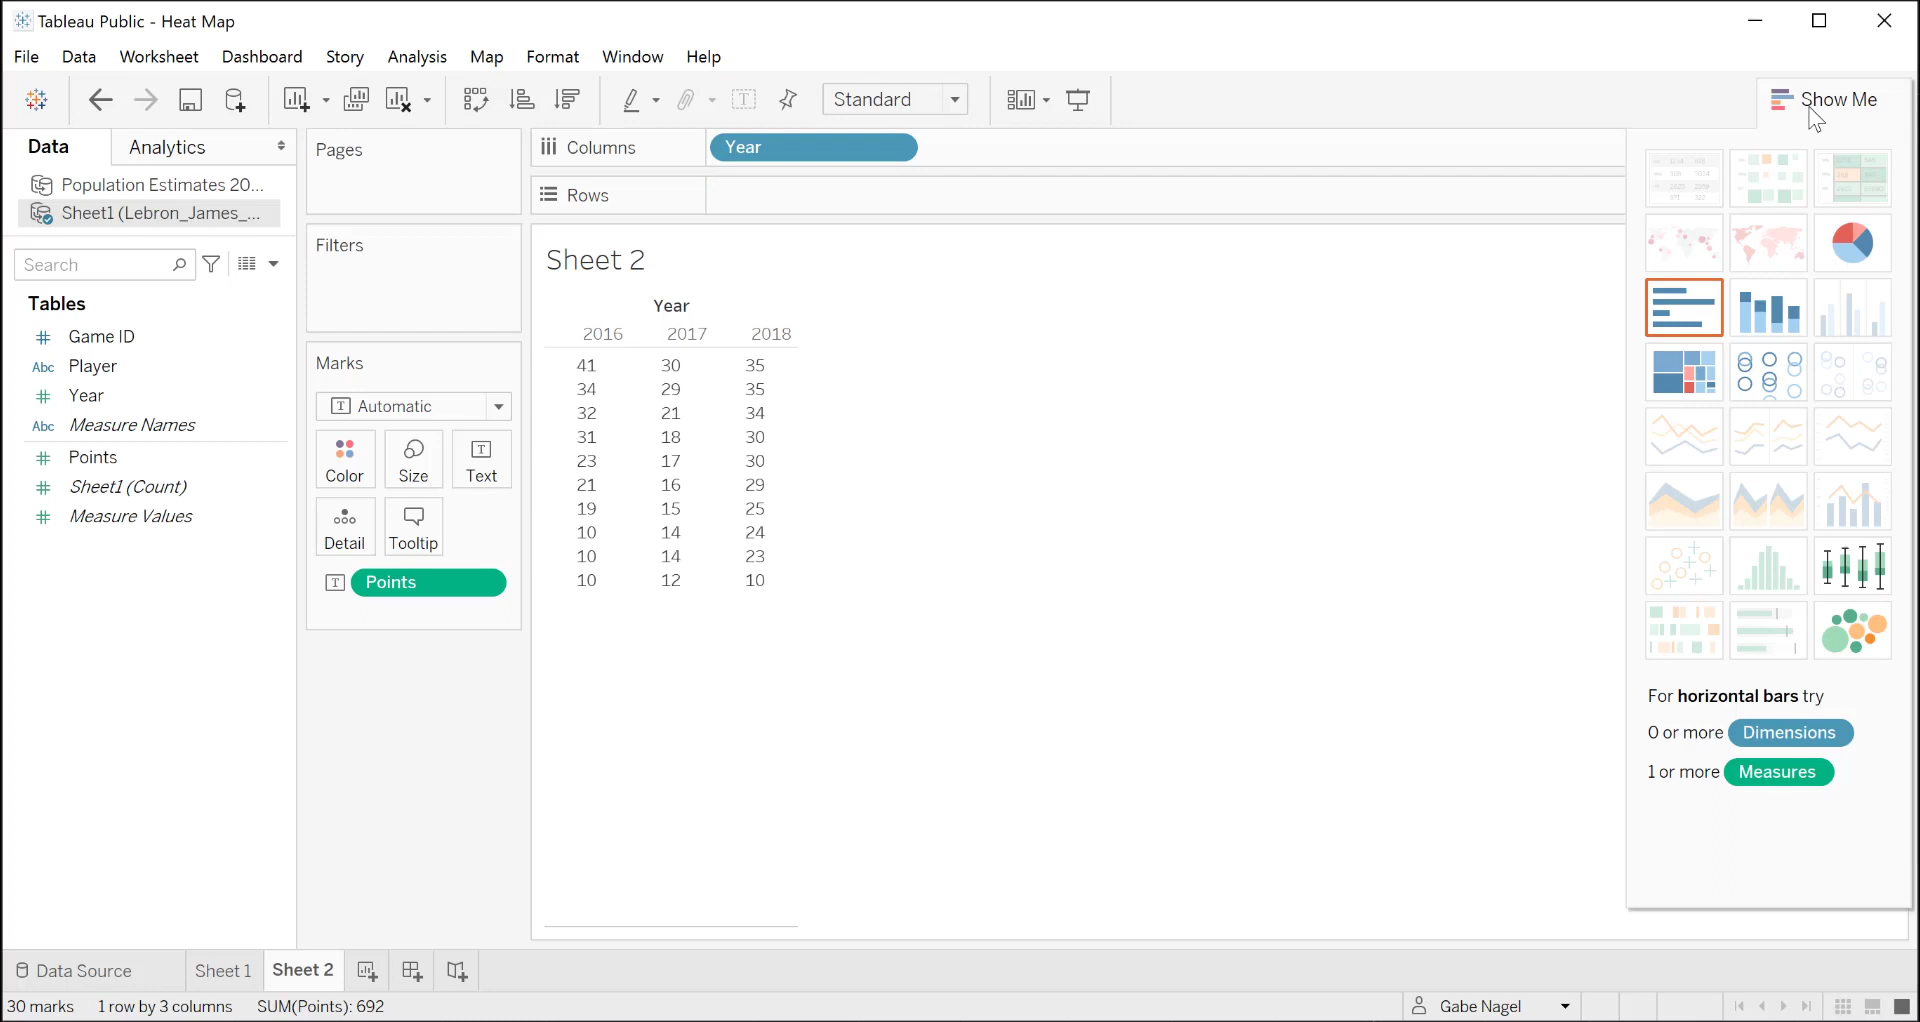 Tableau Public - Heat Map
File Data Worksheet Dashboard Story Analysis Map Format Window Help
Standard
Show Me
Data Analytics
Population Estimates 20...
Sheet1 (Lebron_James_...
Search
Tables
Game ID
Abc Player
Year
Abc Measure Names
Points
Sheet1 (Count)
Measure Values
Pages
Filters
Marks
Automatic
Color Size Text
Detail Tooltip
Points
Columns Year
Rows
Sheet 2
Year
2016 2017 2018
41 30 35
34 29 35
32 21 34
31 18 30
23 17 30
21 16 29
19 15 25
10 14 24
10 14 23
10 12 10
For horizontal bars try
0 or more Dimensions
1 or more Measures
Data Source Sheet 1 Sheet 2
30 marks 1 row by 3 columns SUM(Points): 692
Gabe Nagel